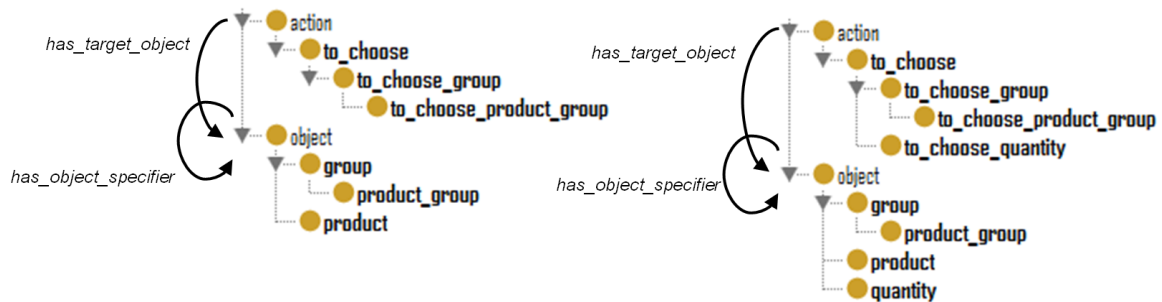 action
has_target_object
to_choose
to_choose_group
to_choose_product_group
object
has_object_specifier
group
product_group
product
action
has_target_object
to_choose
to_choose_group
to_choose_product_group
to_choose_quantity
object
has_object_specifier
group
product_group
product
quantity